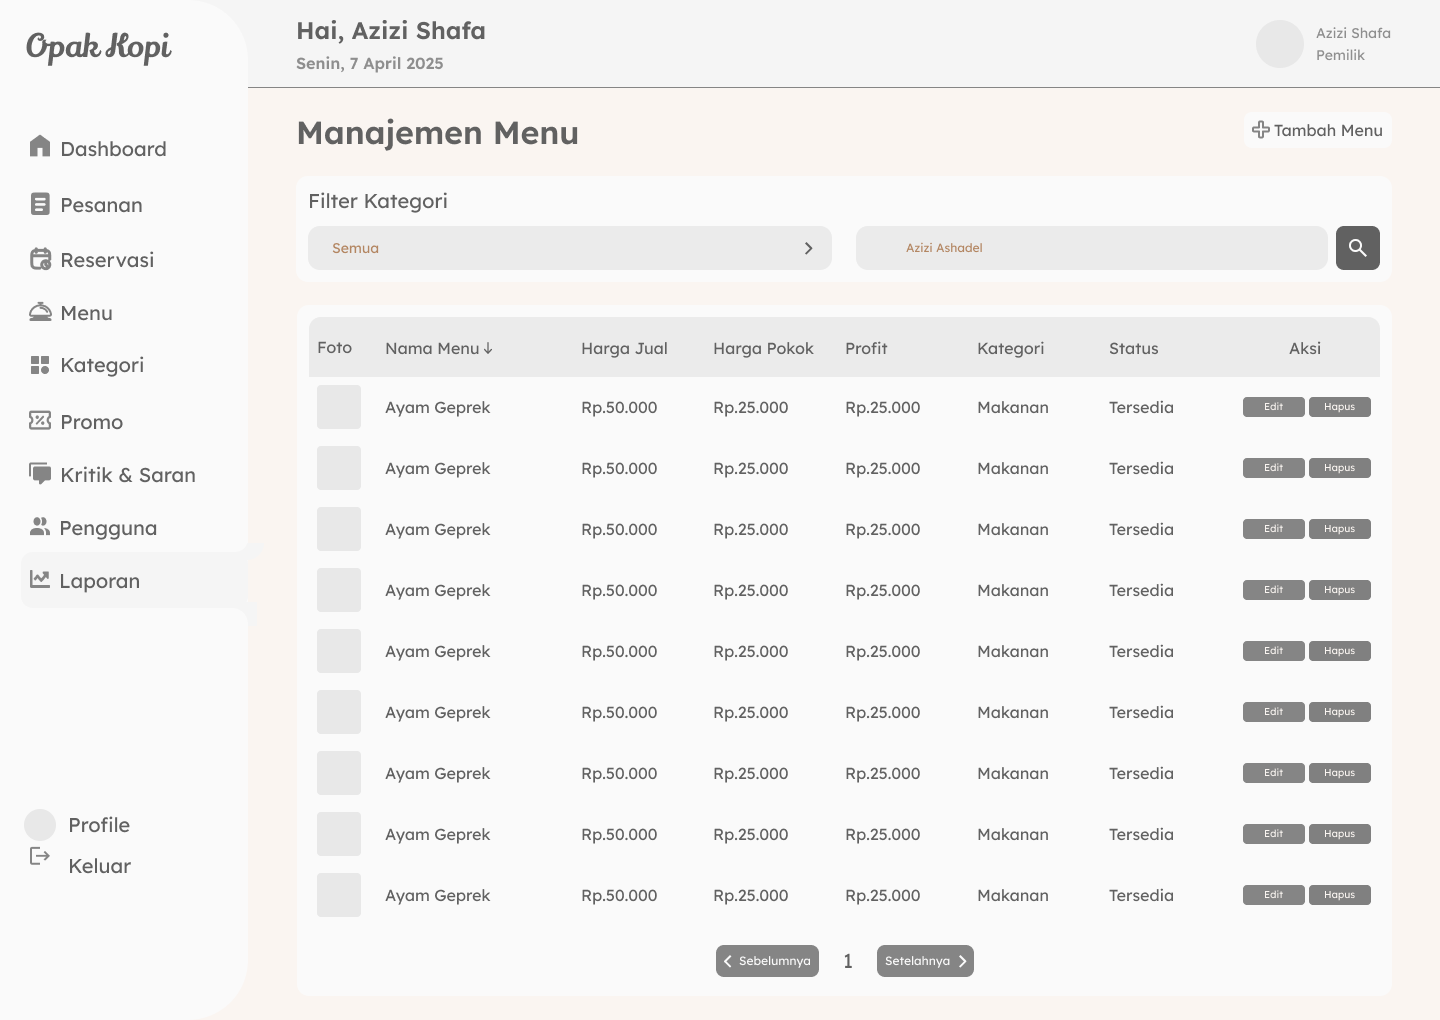 Opak Kopi
Dashboard
Pesanan
Reservasi
Menu
Kategori
Promo
Kritik & Saran
Pengguna
Laporan
Profile
Keluar
Hai, Azizi Shafa
Senin, 7 April 2025
Azizi Shafa
Pemilik
Manajemen Menu
Tambah Menu
Filter Kategori
Semua
Azizi Ashadel
Foto Nama Menu Harga Jual Harga Pokok Profit Kategori Status Aksi
Ayam Geprek Rp.50.000 Rp.25.000 Rp.25.000 Makanan Tersedia Edit Hapus
Ayam Geprek Rp.50.000 Rp.25.000 Rp.25.000 Makanan Tersedia Edit Hapus
Ayam Geprek Rp.50.000 Rp.25.000 Rp.25.000 Makanan Tersedia Edit Hapus
Ayam Geprek Rp.50.000 Rp.25.000 Rp.25.000 Makanan Tersedia Edit Hapus
Ayam Geprek Rp.50.000 Rp.25.000 Rp.25.000 Makanan Tersedia Edit Hapus
Ayam Geprek Rp.50.000 Rp.25.000 Rp.25.000 Makanan Tersedia Edit Hapus
Ayam Geprek Rp.50.000 Rp.25.000 Rp.25.000 Makanan Tersedia Edit Hapus
Ayam Geprek Rp.50.000 Rp.25.000 Rp.25.000 Makanan Tersedia Edit Hapus
Ayam Geprek Rp.50.000 Rp.25.000 Rp.25.000 Makanan Tersedia Edit Hapus
Sebelumnya 1 Setelahnya